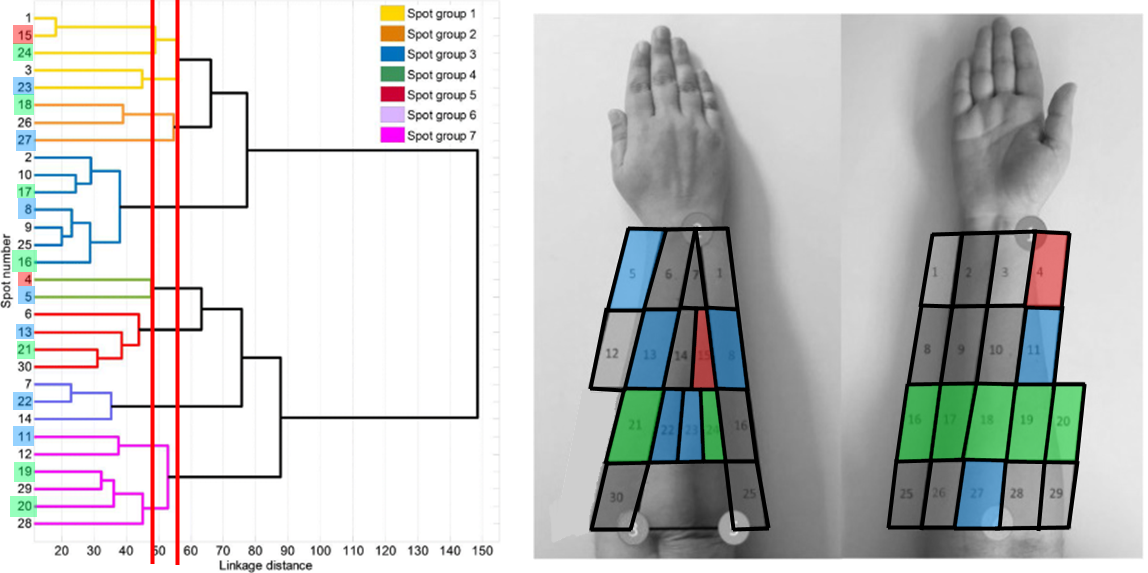 Spot number
1
15
24
3
23
18
26
27
2
10
17
8
9
25
16
4
5
6
13
21
30
7
22
14
11
12
19
29
20
28
20 30 40 50 60 70 80 90 100 110 120 130 140 150
Linkage distance
Spot group 1
Spot group 2
Spot group 3
Spot group 4
Spot group 5
Spot group 6
Spot group 7
5 6 7 1
12 13 14 15 8
21 22 23 24 16
30 25
1 2 3 4
8 9 10 11
16 17 18 19 20
25 26 27 28 29